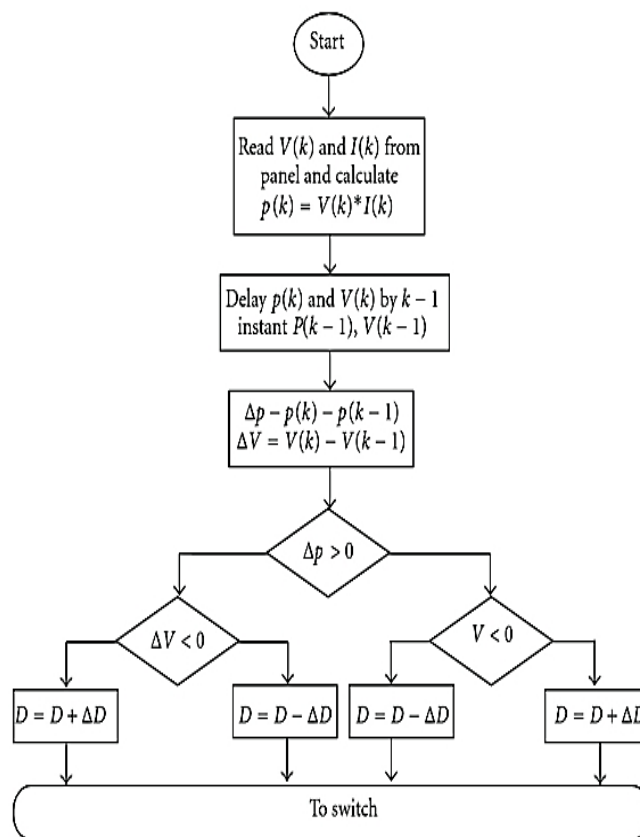 Start
Read V(k) and I(k) from
panel and calculate
p(k) = V(k)*I(k)
Delay p(k) and V(k) by k − 1
instant P(k − 1), V(k − 1)
Δp − p(k) − p(k − 1)
ΔV = V(k) − V(k − 1)
Δp > 0
ΔV < 0
V < 0
D = D + ΔD
D = D − ΔD
D = D − ΔD
D = D + ΔD
To switch